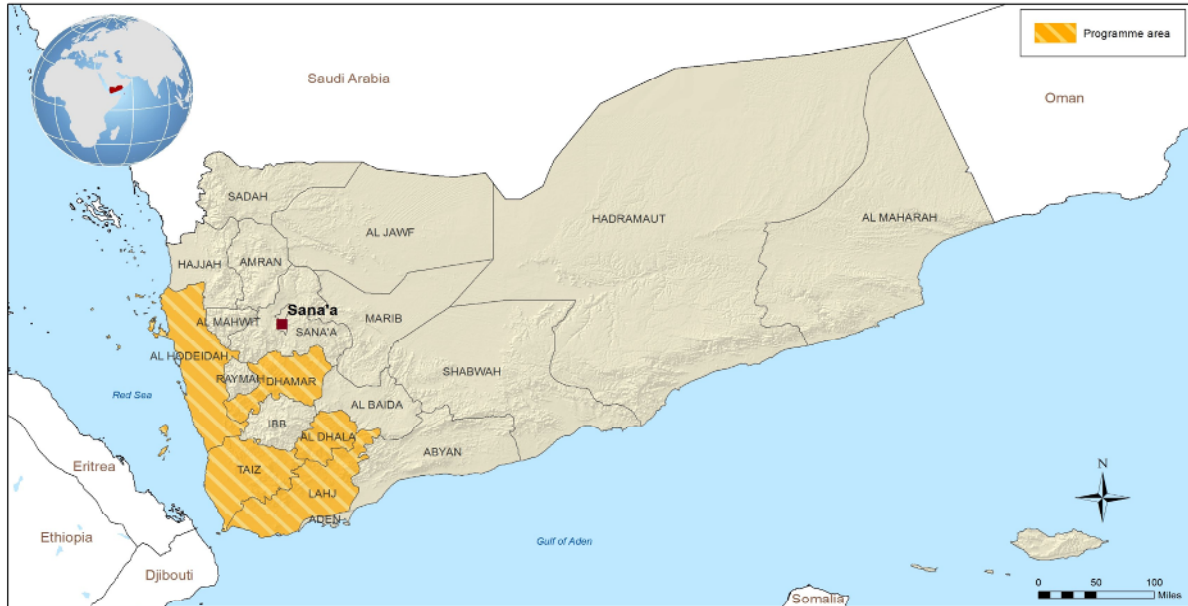 Programme area
Saudi Arabia
Oman
SADAH
HADRAMAUT
AL MAHARAH
AL JAWF
HAJJAH
AMRAN
Sana'a
AL MAHWIT
SANA'A
MARIB
AL HODEIDAH
RAYMAH
DHAMAR
SHABWAH
Red Sea
AL BAIDA
IBB
AL DHALA
ABYAN
Eritrea
TAIZ
LAHJ
ADEN
N
Ethiopia
Gulf of Aden
Djibouti
0 50 100
Miles
Somalia